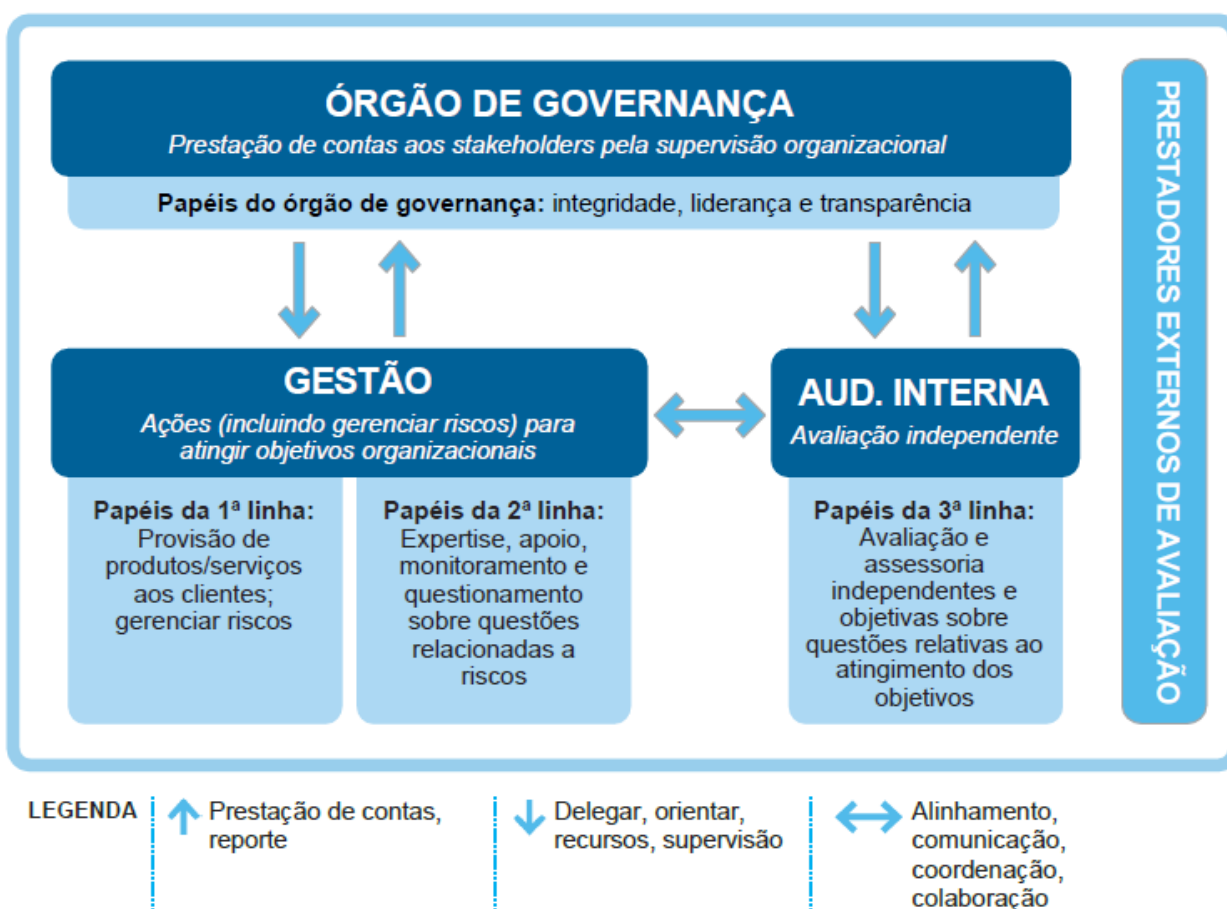 ÓRGÃO DE GOVERNANÇA
Prestação de contas aos stakeholders pela supervisão organizacional
Papéis do órgão de governança: integridade, liderança e transparência
GESTÃO
Ações (incluindo gerenciar riscos) para
atingir objetivos organizacionais
Papéis da 1ª linha:
Provisão de
produtos/serviços
aos clientes;
gerenciar riscos
Papéis da 2ª linha:
Expertise, apoio,
monitoramento e
questionamento
sobre questões
relacionadas a
riscos
AUD. INTERNA
Avaliação independente
Papéis da 3ª linha:
Avaliação e
assessoria
independentes e
objetivas sobre
questões relativas ao
atingimento dos
objetivos
PRESTADORES EXTERNOS DE AVALIAÇÃO
LEGENDA
Prestação de contas,
reporte
Delegar, orientar,
recursos, supervisão
Alinhamento,
comunicação,
coordenação,
colaboração